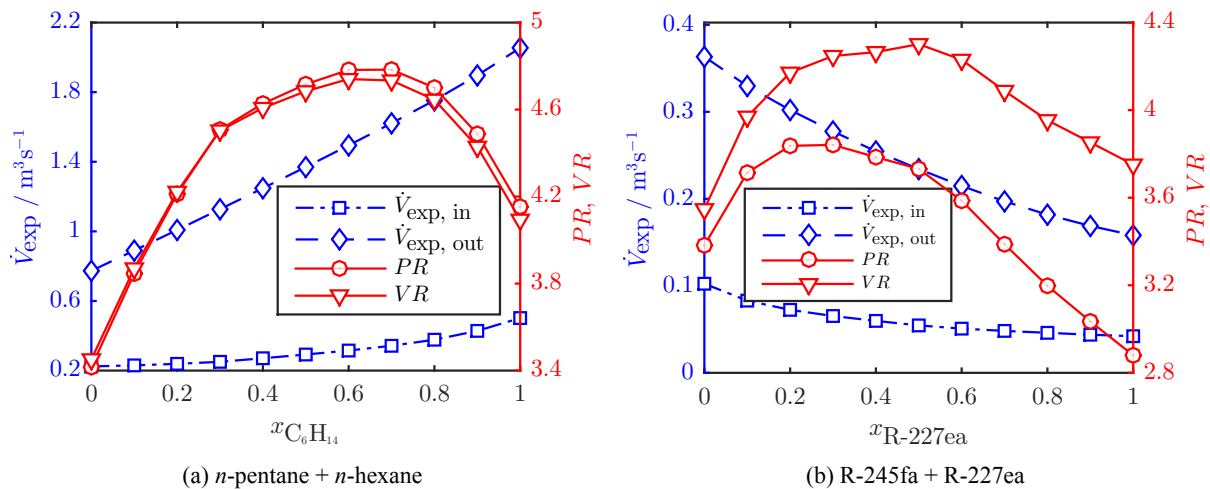 2.2
1.8
1.4
1
0.6
0.2
V̇exp / m³s⁻¹
5
4.6
4.2
3.8
3.4
PR, VR
V̇exp, in
V̇exp, out
PR
VR
0 0.2 0.4 0.6 0.8 1
xC₆H₁₄
(a) n-pentane + n-hexane
0.4
0.3
0.2
0.1
0
V̇exp / m³s⁻¹
4.4
4
3.6
3.2
2.8
PR, VR
V̇exp, in
V̇exp, out
PR
VR
0 0.2 0.4 0.6 0.8 1
xR-227ea
(b) R-245fa + R-227ea